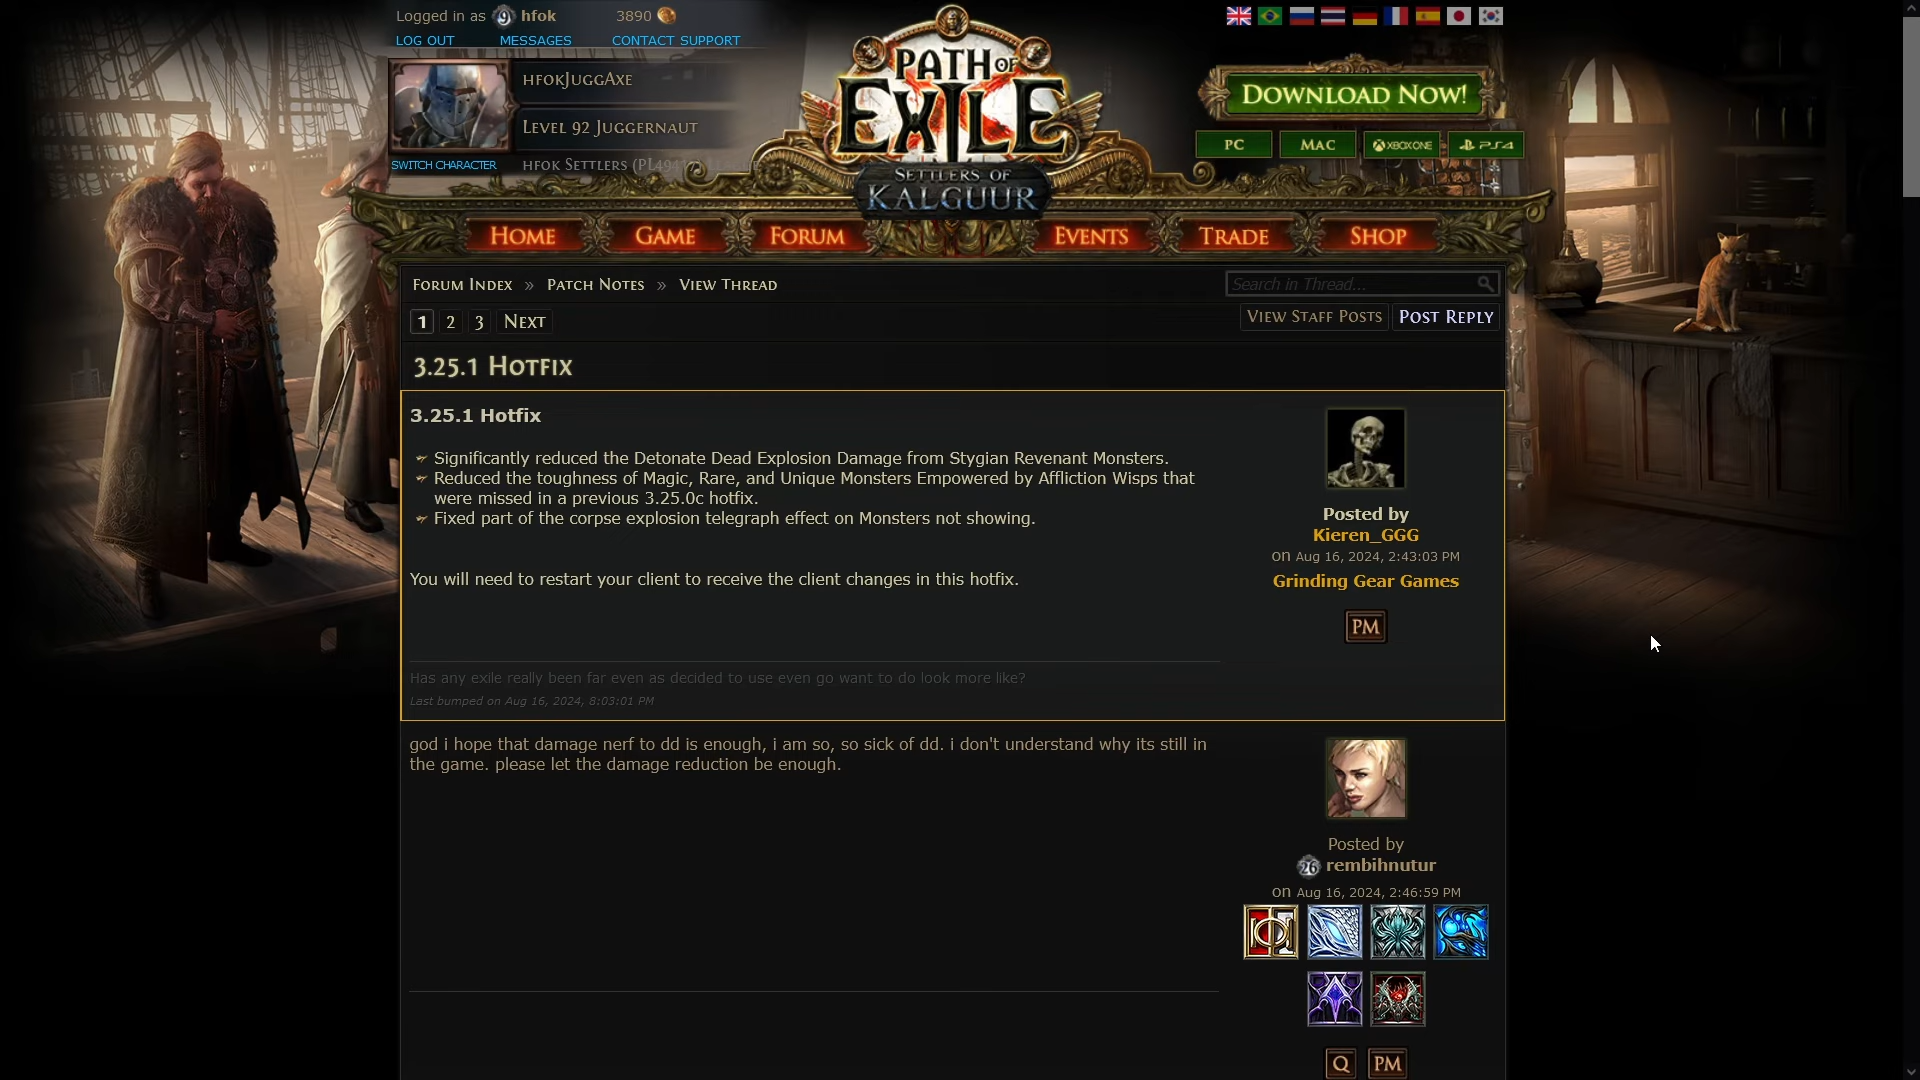 Logged in as 9 hfok 3890
LOG OUT MESSAGES CONTACT SUPPORT
hfokJuggAxe
Level 92 Juggernaut
SWITCH CHARACTER hfok Settlers
PATH OF EXILE
SETTLERS OF KALGUUR
Download Now!
PC Mac XBOX ONE PS4
Home Game Forum Events Trade Shop
Forum Index » Patch Notes » View Thread
Search in Thread...
1 2 3 Next
View Staff Posts Post Reply
3.25.1 Hotfix
3.25.1 Hotfix
Significantly reduced the Detonate Dead Explosion Damage from Stygian Revenant Monsters.
Reduced the toughness of Magic, Rare, and Unique Monsters Empowered by Affliction Wisps that
were missed in a previous 3.25.0c hotfix.
Fixed part of the corpse explosion telegraph effect on Monsters not showing.
You will need to restart your client to receive the client changes in this hotfix.
Has any exile really been far even as decided to use even go want to do look more like?
Last bumped on Aug 16, 2024, 8:03:01 PM
Posted by
Kieren_GGG
on Aug 16, 2024, 2:43:03 PM
Grinding Gear Games
PM
god i hope that damage nerf to dd is enough, i am so, so sick of dd. i don't understand why its still in
the game. please let the damage reduction be enough.
Posted by
26 rembihnutur
on Aug 16, 2024, 2:46:59 PM
Q PM